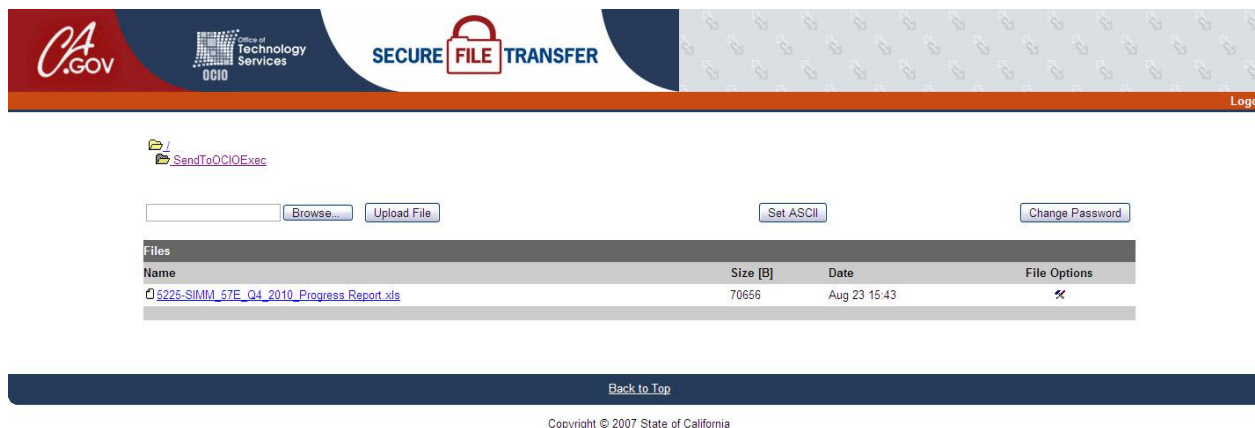 CA.GOV
Office of
Technology
Services
OCIO
SECURE FILE TRANSFER
Logo
/
SendToOCIOExec
Browse... Upload File Set ASCII Change Password
Files
Name Size [B] Date File Options
5225-SIMM_57E_Q4_2010_Progress Report.xls 70656 Aug 23 15:43
Back to Top
Copyright © 2007 State of California